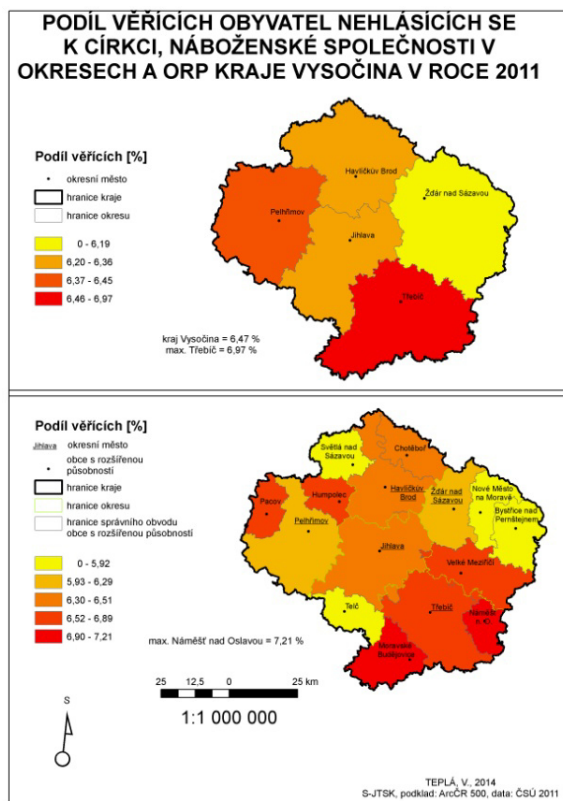 PODÍL VĚŘÍCÍCH OBYVATEL NEHLÁSÍCÍCH SE
K CÍRKCI, NÁBOŽENSKÉ SPOLEČNOSTI V
OKRESECH A ORP KRAJE VYSOČINA V ROCE 2011
Podíl věřících [%]
okresní město
hranice kraje
hranice okresu
0 - 6,19
6,20 - 6,36
6,37 - 6,45
6,46 - 6,97
Havlíčkův Brod
Žďár nad Sázavou
Pelhřimov
Jihlava
Třebíč
kraj Vysočina = 6,47 %
max. Třebíč = 6,97 %
Podíl věřících [%]
Jihlava okresní město
obce s rozšířenou
působností
hranice kraje
hranice okresu
hranice správního obvodu
obce s rozšířenou působností
0 - 5,92
5,93 - 6,29
6,30 - 6,51
6,52 - 6,89
6,90 - 7,21
Světlá nad
Sázavou
Chotěboř
Pacov
Humpolec
Havlíčkův
Brod
Žďár nad
Sázavou
Nové Město
na Moravě
Bystřice nad
Pernštejnem
Pelhřimov
Jihlava
Velké Meziříčí
Telč
Třebíč
Náměšť
n. O.
Moravské
Budějovice
max. Náměšť nad Oslavou = 7,21 %
25 12,5 0 25 km
1:1 000 000
S
TEPLÁ, V., 2014
S-JTSK, podklad: ArcČR 500, data: ČSÚ 2011